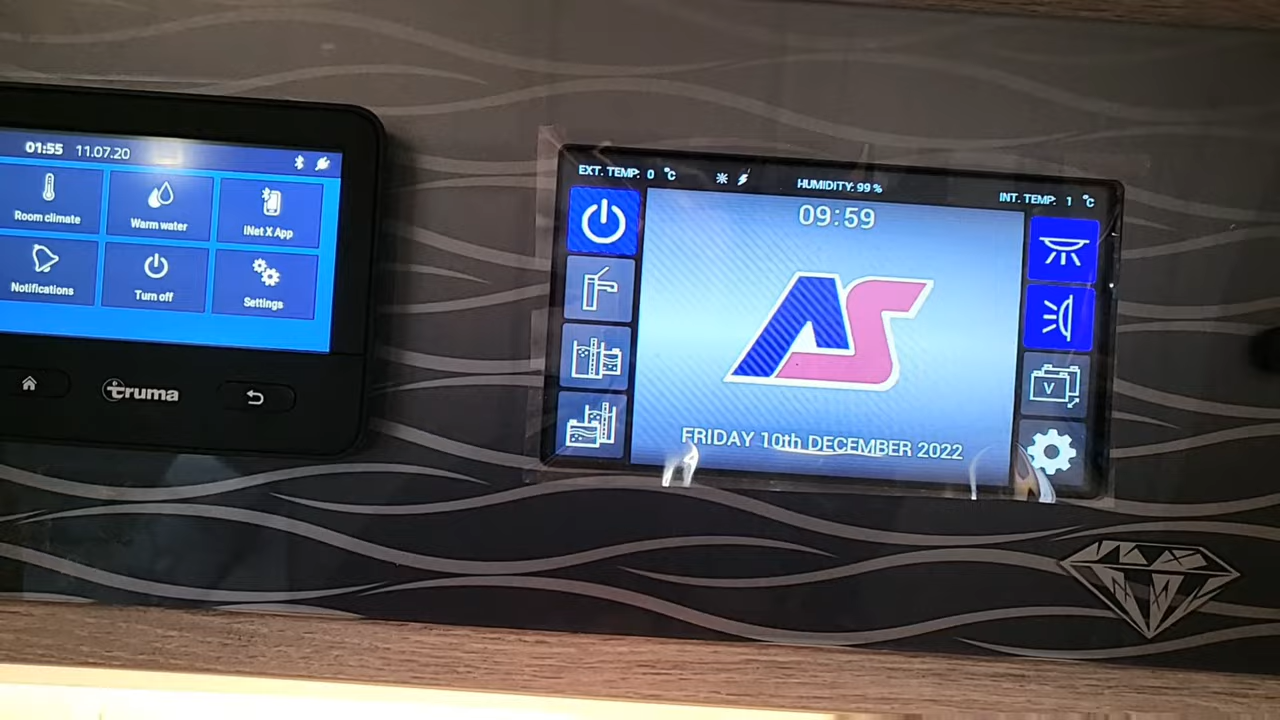 01:55 11.07.20
Room climate
Warm water
iNet X App
Notifications
Turn off
Settings
truma
EXT. TEMP: 0 °C
HUMIDITY: 99 %
INT. TEMP: 1 °C
09:59
AS
V
FRIDAY 10th DECEMBER 2022